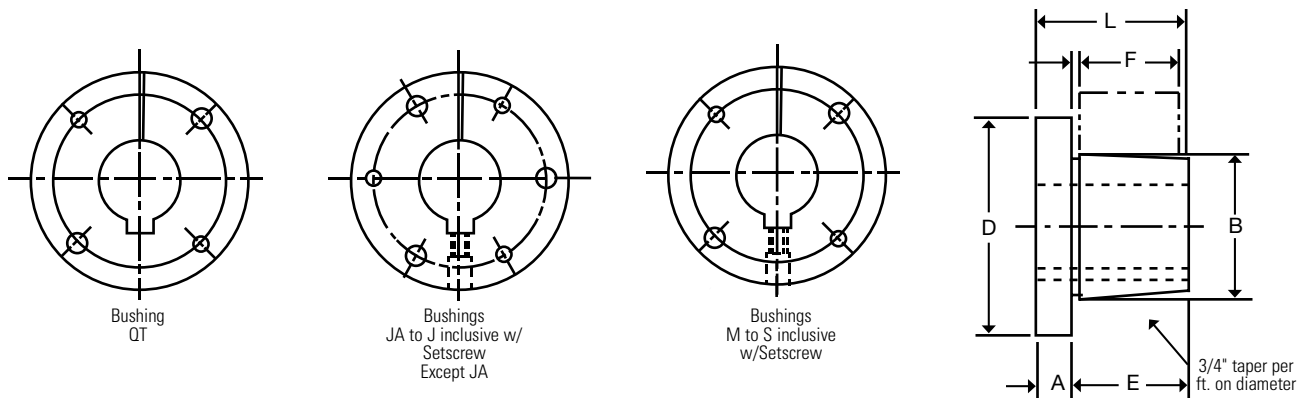 Bushing
QT
Bushings
JA to J inclusive w/
Setscrew
Except JA
Bushings
M to S inclusive
w/Setscrew
L
F
D
B
A
E
3/4" taper per
ft. on diameter